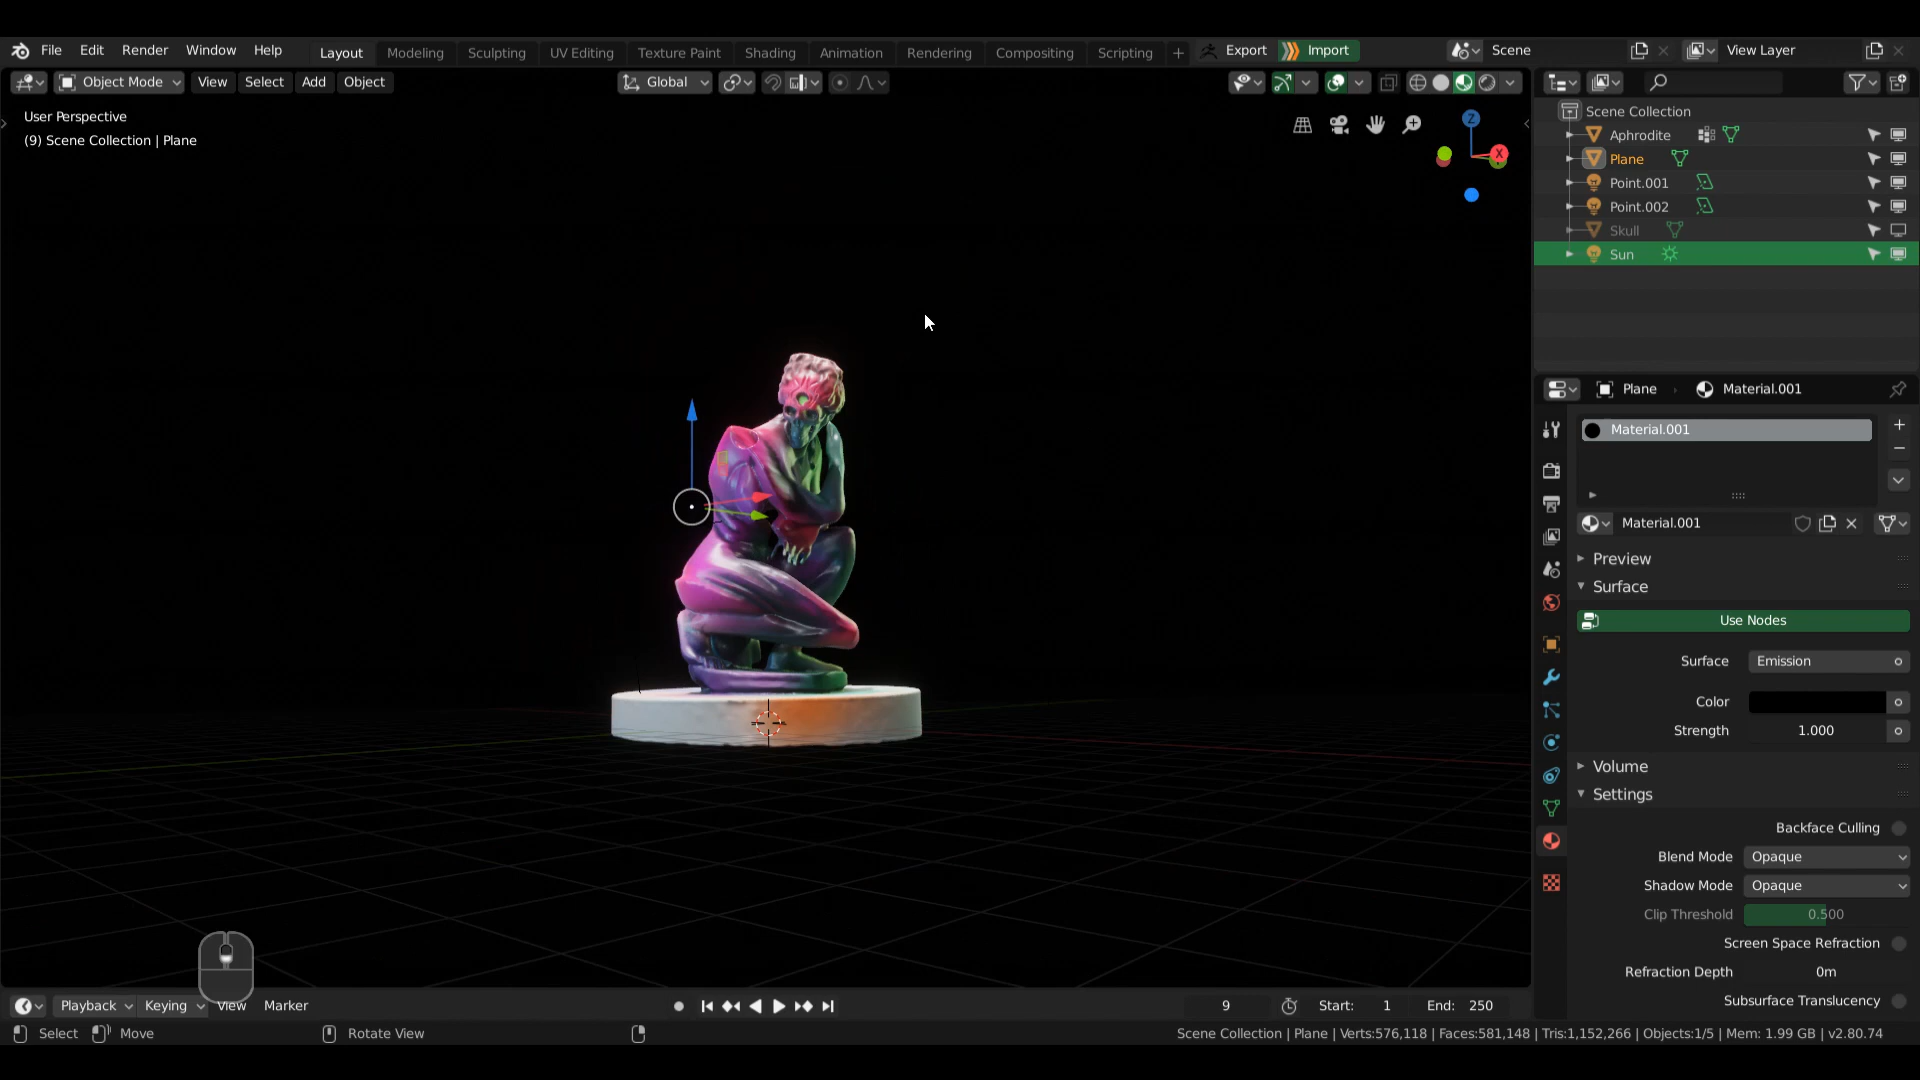 File Edit Render Window Help Layout Modeling Sculpting UV Editing Texture Paint Shading Animation Rendering Compositing Scripting + Export Import Scene View Layer
Object Mode View Select Add Object Global
User Perspective
(9) Scene Collection | Plane
Z
X
Scene Collection
Aphrodite
Plane
Point.001
Point.002
Skull
Sun
Plane Material.001
Material.001
Material.001
Preview
Surface
Use Nodes
Surface Emission
Color
Strength 1.000
Volume
Settings
Backface Culling
Blend Mode Opaque
Shadow Mode Opaque
Clip Threshold 0.500
Screen Space Refraction
Refraction Depth 0m
Subsurface Translucency
Playback Keying View Marker 9 Start: 1 End: 250
Select Move Rotate View Scene Collection | Plane | Verts:576,118 | Faces:581,148 | Tris:1,152,266 | Objects:1/5 | Mem: 1.99 GB | v2.80.74